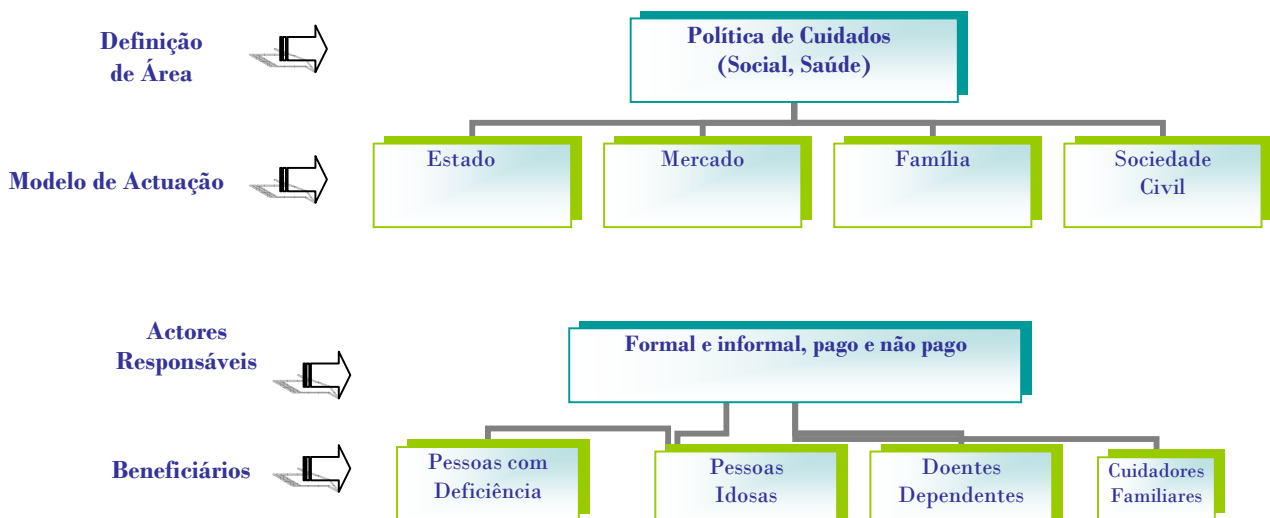 Definição
de Área
Política de Cuidados
(Social, Saúde)
Modelo de Actuação
Estado
Mercado
Família
Sociedade
Civil
Actores
Responsáveis
Formal e informal, pago e não pago
Beneficiários
Pessoas com
Deficiência
Pessoas
Idosas
Doentes
Dependentes
Cuidadores
Familiares